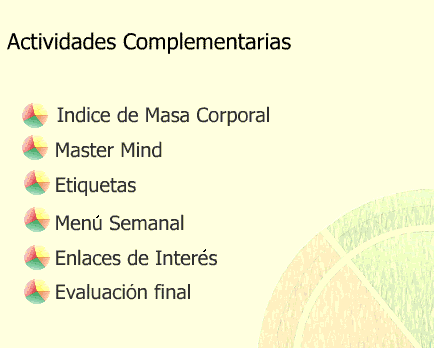 Actividades Complementarias
Indice de Masa Corporal
Master Mind
Etiquetas
Menú Semanal
Enlaces de Interés
Evaluación final